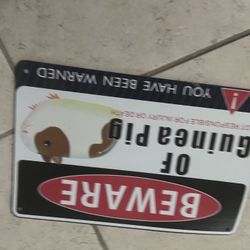 BEWARE
OF
Guinea Pig
NOT RESPONSIBLE FOR INJURY OR DEATH
! YOU HAVE BEEN WARNED